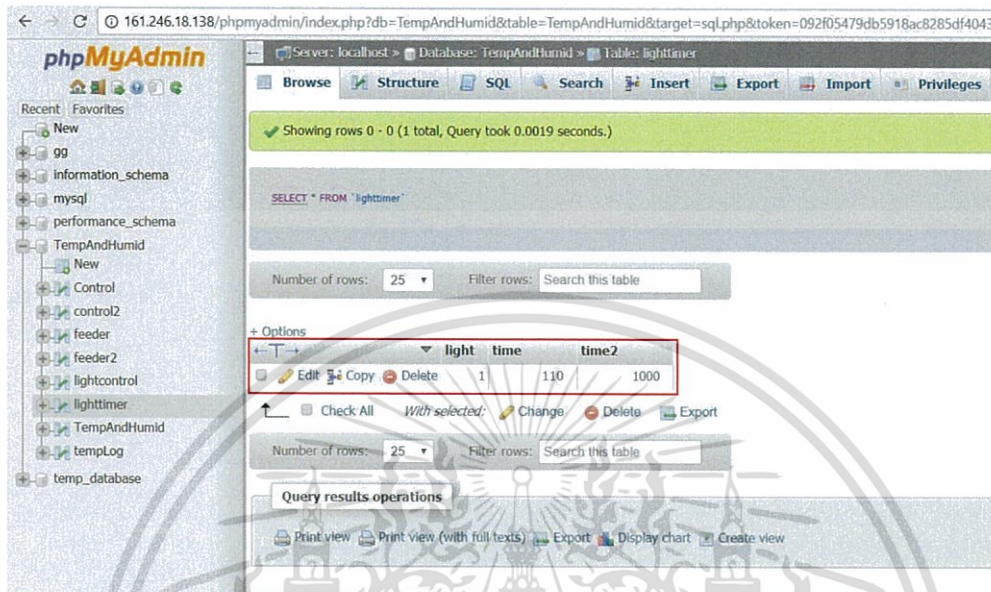 161.246.18.138/phpmyadmin/index.php?db=TempAndHumid&table=TempAndHumid&target=sql.php&token=092f05479db5918ac8285df4043
phpMyAdmin
Recent Favorites
New
gg
information_schema
mysql
performance_schema
TempAndHumid
New
Control
control2
feeder
feeder2
lightcontrol
lighttimer
TempAndHumid
tempLog
temp_database
Server: localhost » Database: TempAndHumid » Table: lighttimer
Browse Structure SQL Search Insert Export Import Privileges
Showing rows 0 - 0 (1 total, Query took 0.0019 seconds.)
SELECT * FROM `lighttimer`
Number of rows: 25 Filter rows: Search this table
+ Options
←T→ light time time2
Edit Copy Delete 1 110 1000
Check All With selected: Change Delete Export
Number of rows: 25 Filter rows: Search this table
Query results operations
Print view Print view (with full texts) Export Display chart Create view